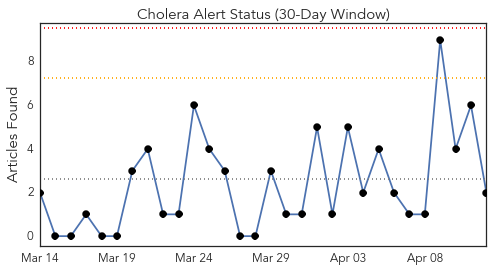 Cholera Alert Status (30-Day Window)
Articles Found
8
6
4
2
0
Mar 14 Mar 19 Mar 24 Mar 29 Apr 03 Apr 08